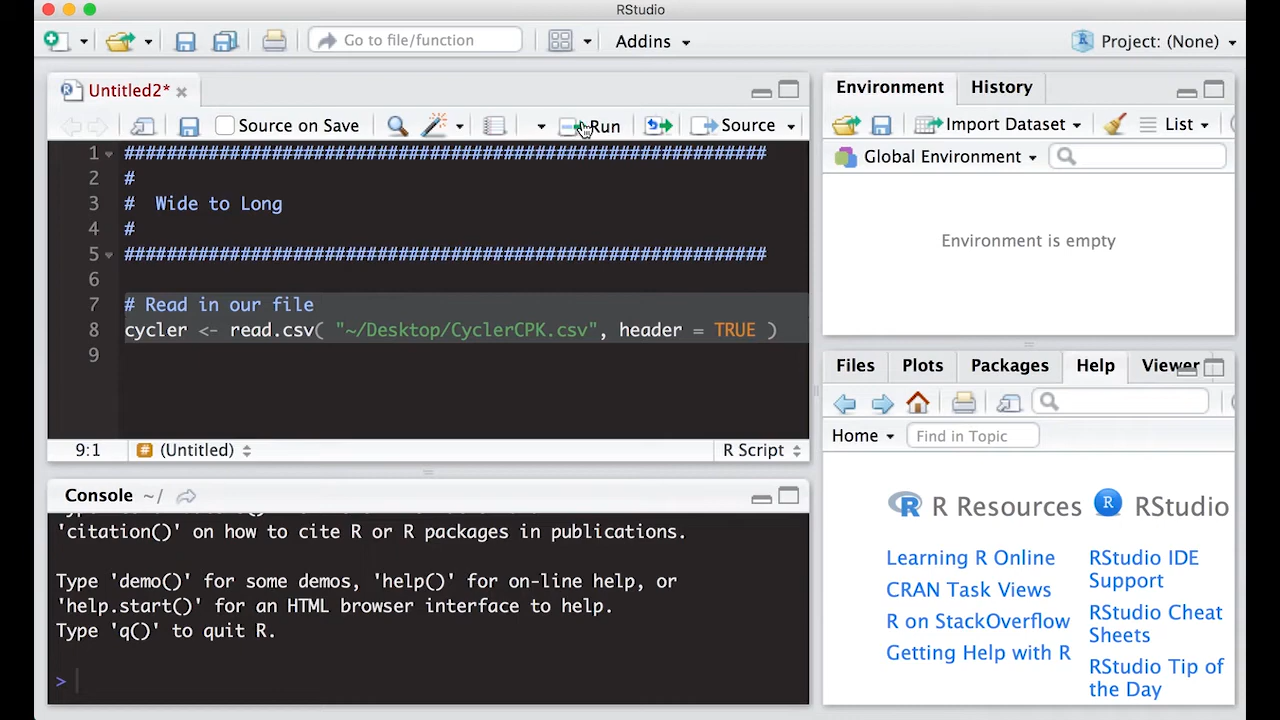 RStudio
Go to file/function
Addins
Project: (None)
Untitled2*
Source on Save
Run
Source
1 #############################################################
2 #
3 # Wide to Long
4 #
5 #############################################################
6
7 # Read in our file
8 cycler <- read.csv( "~/Desktop/CyclerCPK.csv", header = TRUE )
9
9:1
(Untitled)
R Script
Console ~/
'citation()' on how to cite R or R packages in publications.
Type 'demo()' for some demos, 'help()' for on-line help, or
'help.start()' for an HTML browser interface to help.
Type 'q()' to quit R.
>
Environment
History
Import Dataset
List
Global Environment
Environment is empty
Files
Plots
Packages
Help
Viewer
Home
Find in Topic
R Resources
Learning R Online
CRAN Task Views
R on StackOverflow
Getting Help with R
RStudio
RStudio IDE
Support
RStudio Cheat
Sheets
RStudio Tip of
the Day